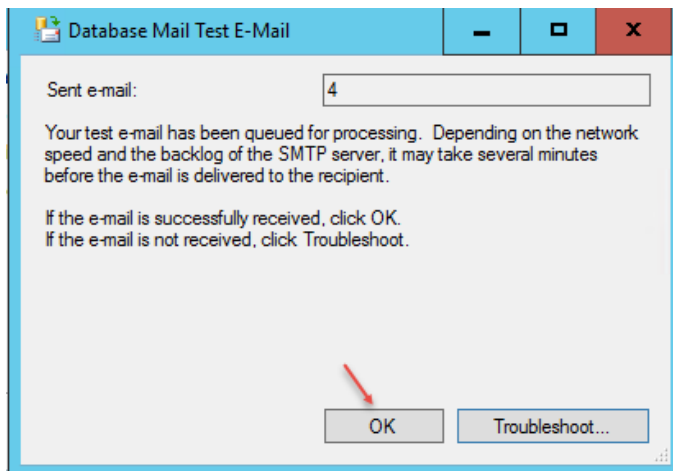 Database Mail Test E-Mail
Sent e-mail:
4
Your test e-mail has been queued for processing.  Depending on the network
speed and the backlog of the SMTP server, it may take several minutes
before the e-mail is delivered to the recipient.
If the e-mail is successfully received, click OK.
If the e-mail is not received, click Troubleshoot.
OK
Troubleshoot...